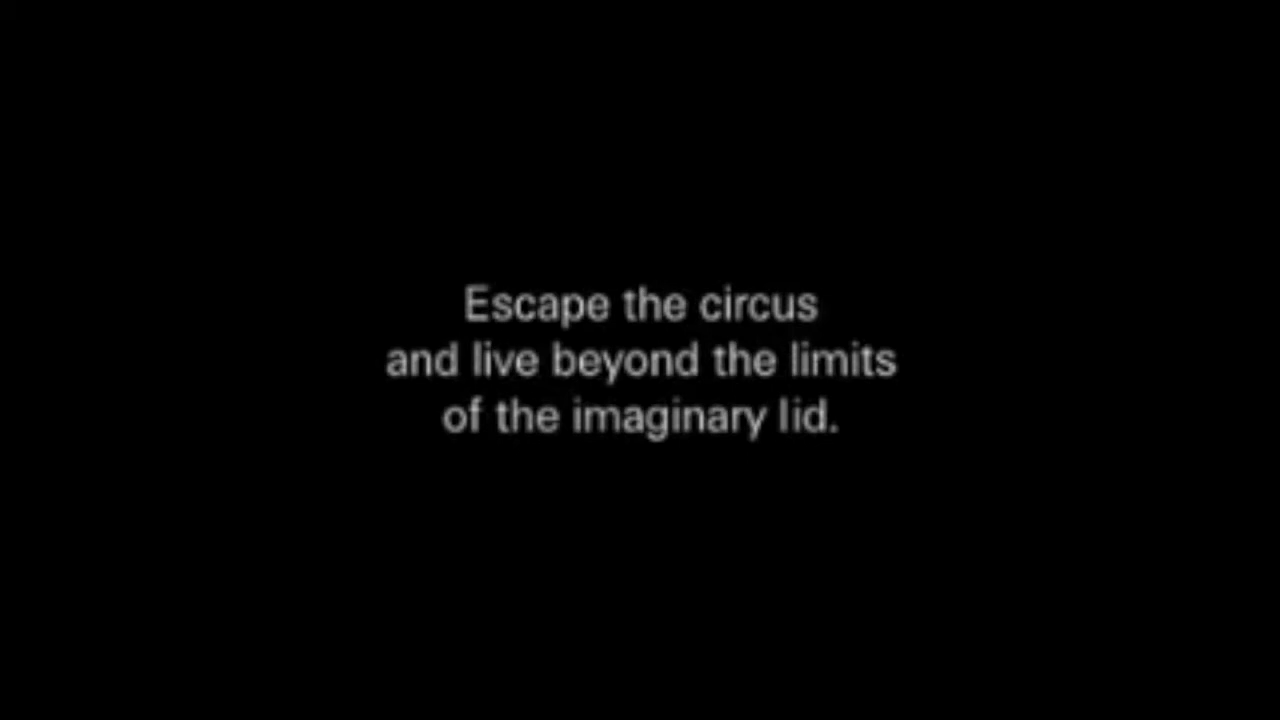 Escape the circus
and live beyond the limits
of the imaginary lid.